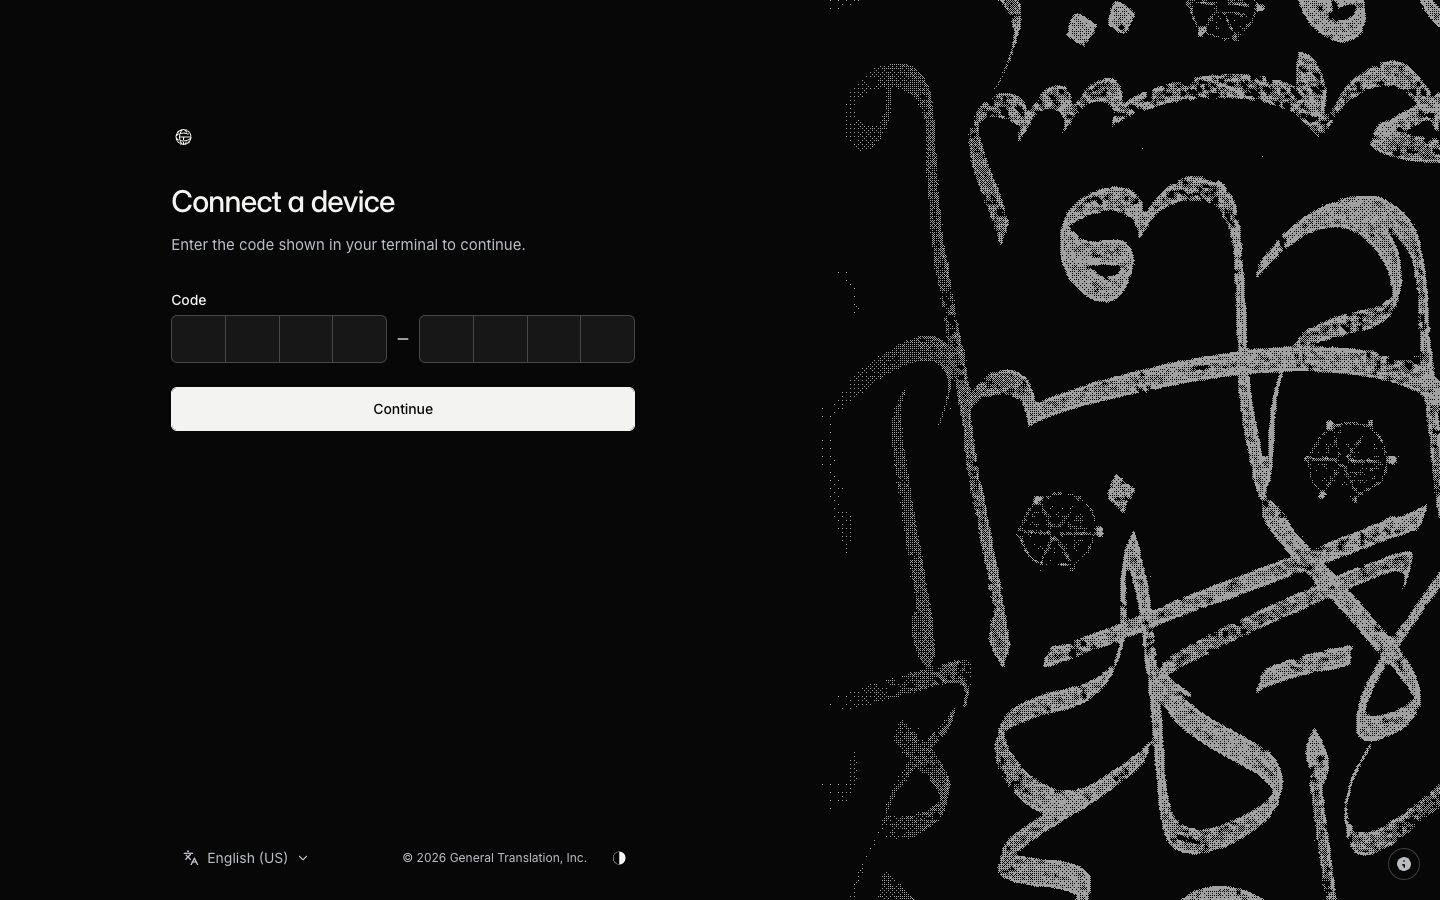 Connect a device
Enter the code shown in your terminal to continue.
Code
–
Continue
English (US)
© 2026 General Translation, Inc.